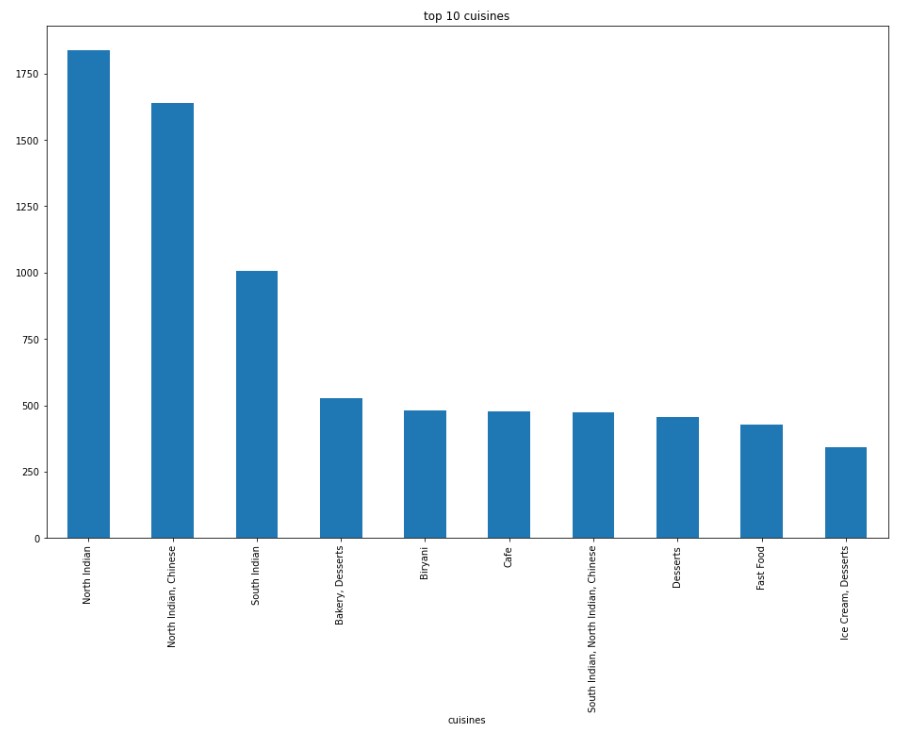 top 10 cuisines
1750
1500
1250
1000
750
500
250
0
North Indian
North Indian, Chinese
South Indian
Bakery, Desserts
Biryani
Cafe
South Indian, North Indian, Chinese
Desserts
Fast Food
Ice Cream, Desserts
cuisines